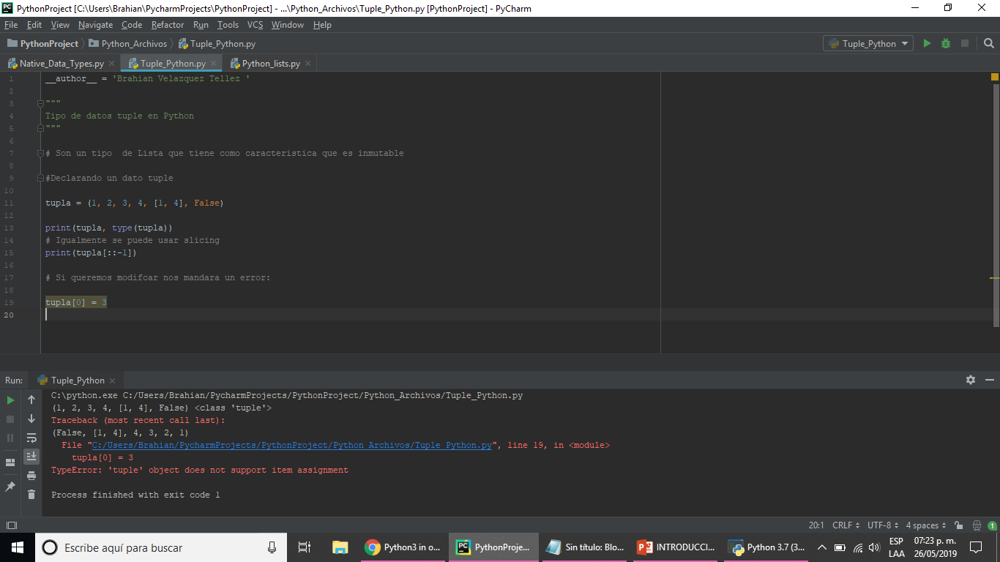 PythonProject [C:\Users\Brahian\PycharmProjects\PythonProject] - ...\Python_Archivos\Tuple_Python.py [PythonProject] - PyCharm
File Edit View Navigate Code Refactor Run Tools VCS Window Help
PythonProject Python_Archivos Tuple_Python.py Tuple_Python
Native_Data_Types.py Tuple_Python.py Python_lists.py
1 __author__ = 'Brahian Velazquez Tellez '
2
3 """
4 Tipo de datos tuple en Python
5 """
6
7 # Son un tipo  de Lista que tiene como caracteristica que es inmutable
8
9 #Declarando un dato tuple
10
11 tupla = (1, 2, 3, 4, [1, 4], False)
12
13 print(tupla, type(tupla))
14 # Igualmente se puede usar slicing
15 print(tupla[::-1])
16
17 # Si queremos modifcar nos mandara un error:
18
19 tupla[0] = 3
20
Run: Tuple_Python
C:\python.exe C:/Users/Brahian/PycharmProjects/PythonProject/Python_Archivos/Tuple_Python.py
(1, 2, 3, 4, [1, 4], False) <class 'tuple'>
Traceback (most recent call last):
(False, [1, 4], 4, 3, 2, 1)
File "C:/Users/Brahian/PycharmProjects/PythonProject/Python_Archivos/Tuple_Python.py", line 19, in <module>
tupla[0] = 3
TypeError: 'tuple' object does not support item assignment
Process finished with exit code 1
20:1 CRLF UTF-8 4 spaces 1
Escribe aquí para buscar Python3 in o... PythonProje... Sin título: Blo... INTRODUCCI... Python 3.7 (3... ESP 07:23 p. m.
LAA 26/05/2019